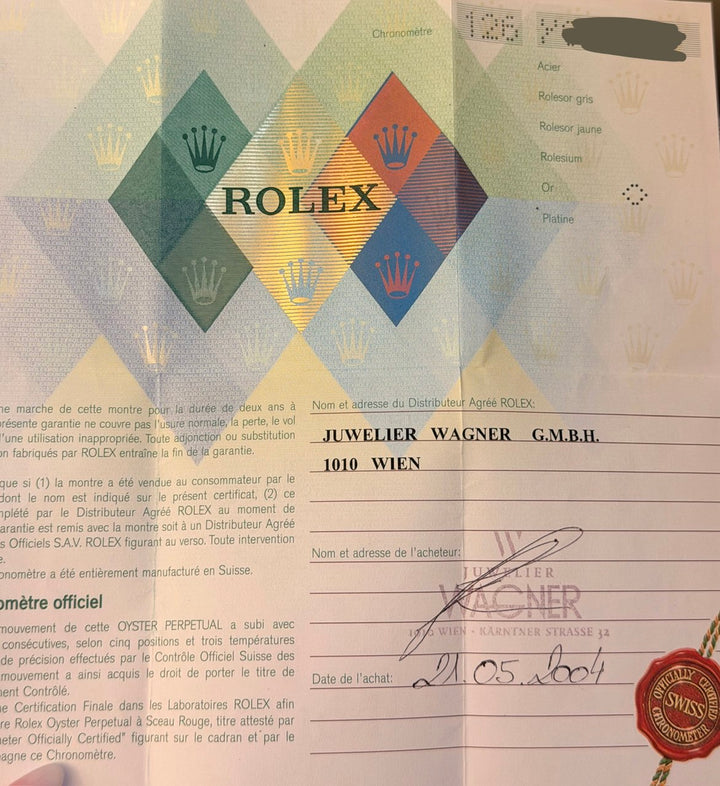 Chronomètre 126
Acier
Rolesor gris
Rolesor jaune
Rolesium
Or
Platine
ROLEX
ne marche de cette montre pour la durée de deux ans à
présente garantie ne couvre pas l'usure normale, la perte, le vol
l'une utilisation inappropriée. Toute adjonction ou substitution
on fabriqués par ROLEX entraîne la fin de la garantie.
que si (1) la montre a été vendue au consommateur par le
dont le nom est indiqué sur le présent certificat, (2) ce
mplété par le Distributeur Agréé ROLEX au moment de
arantie est remis avec la montre soit à un Distributeur Agréé
s Officiels S.A.V. ROLEX figurant au verso. Toute intervention
e.
onomètre a été entièrement manufacturé en Suisse.
omètre officiel
mouvement de cette OYSTER PERPETUAL a subi avec
consécutives, selon cinq positions et trois températures
de précision effectués par le Contrôle Officiel Suisse des
mouvement a ainsi acquis le droit de porter le titre de
ent Contrôlé.
ne Certification Finale dans les Laboratoires ROLEX afin
re Rolex Oyster Perpetual à Sceau Rouge, titre attesté par
eter Officially Certified" figurant sur le cadran et par le
pagne ce Chronomètre.
Nom et adresse du Distributeur Agréé ROLEX:
JUWELIER WAGNER G.M.B.H.
1010 WIEN
Nom et adresse de l'acheteur:
W
JUWELIER
WAGNER
1010 WIEN · KÄRNTNER STRASSE 32
Date de l'achat: 21.05.2004
OFFICIALLY CERTIFIED
SWISS
CHRONOMETER